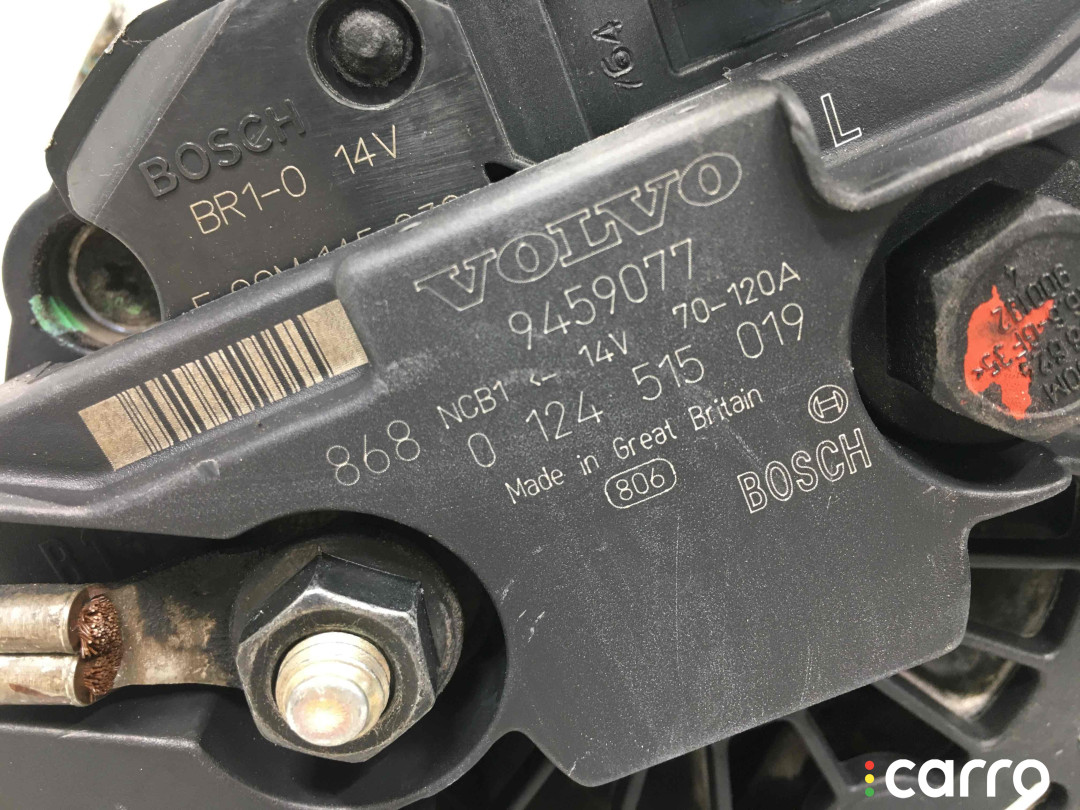 BOSCH
BR1-0 14V
/64
L
VOLVO
9459077
NCB1 <- 14V 70-120A
868 0 124 515 019
Made in Great Britain
806
BOSCH
carro